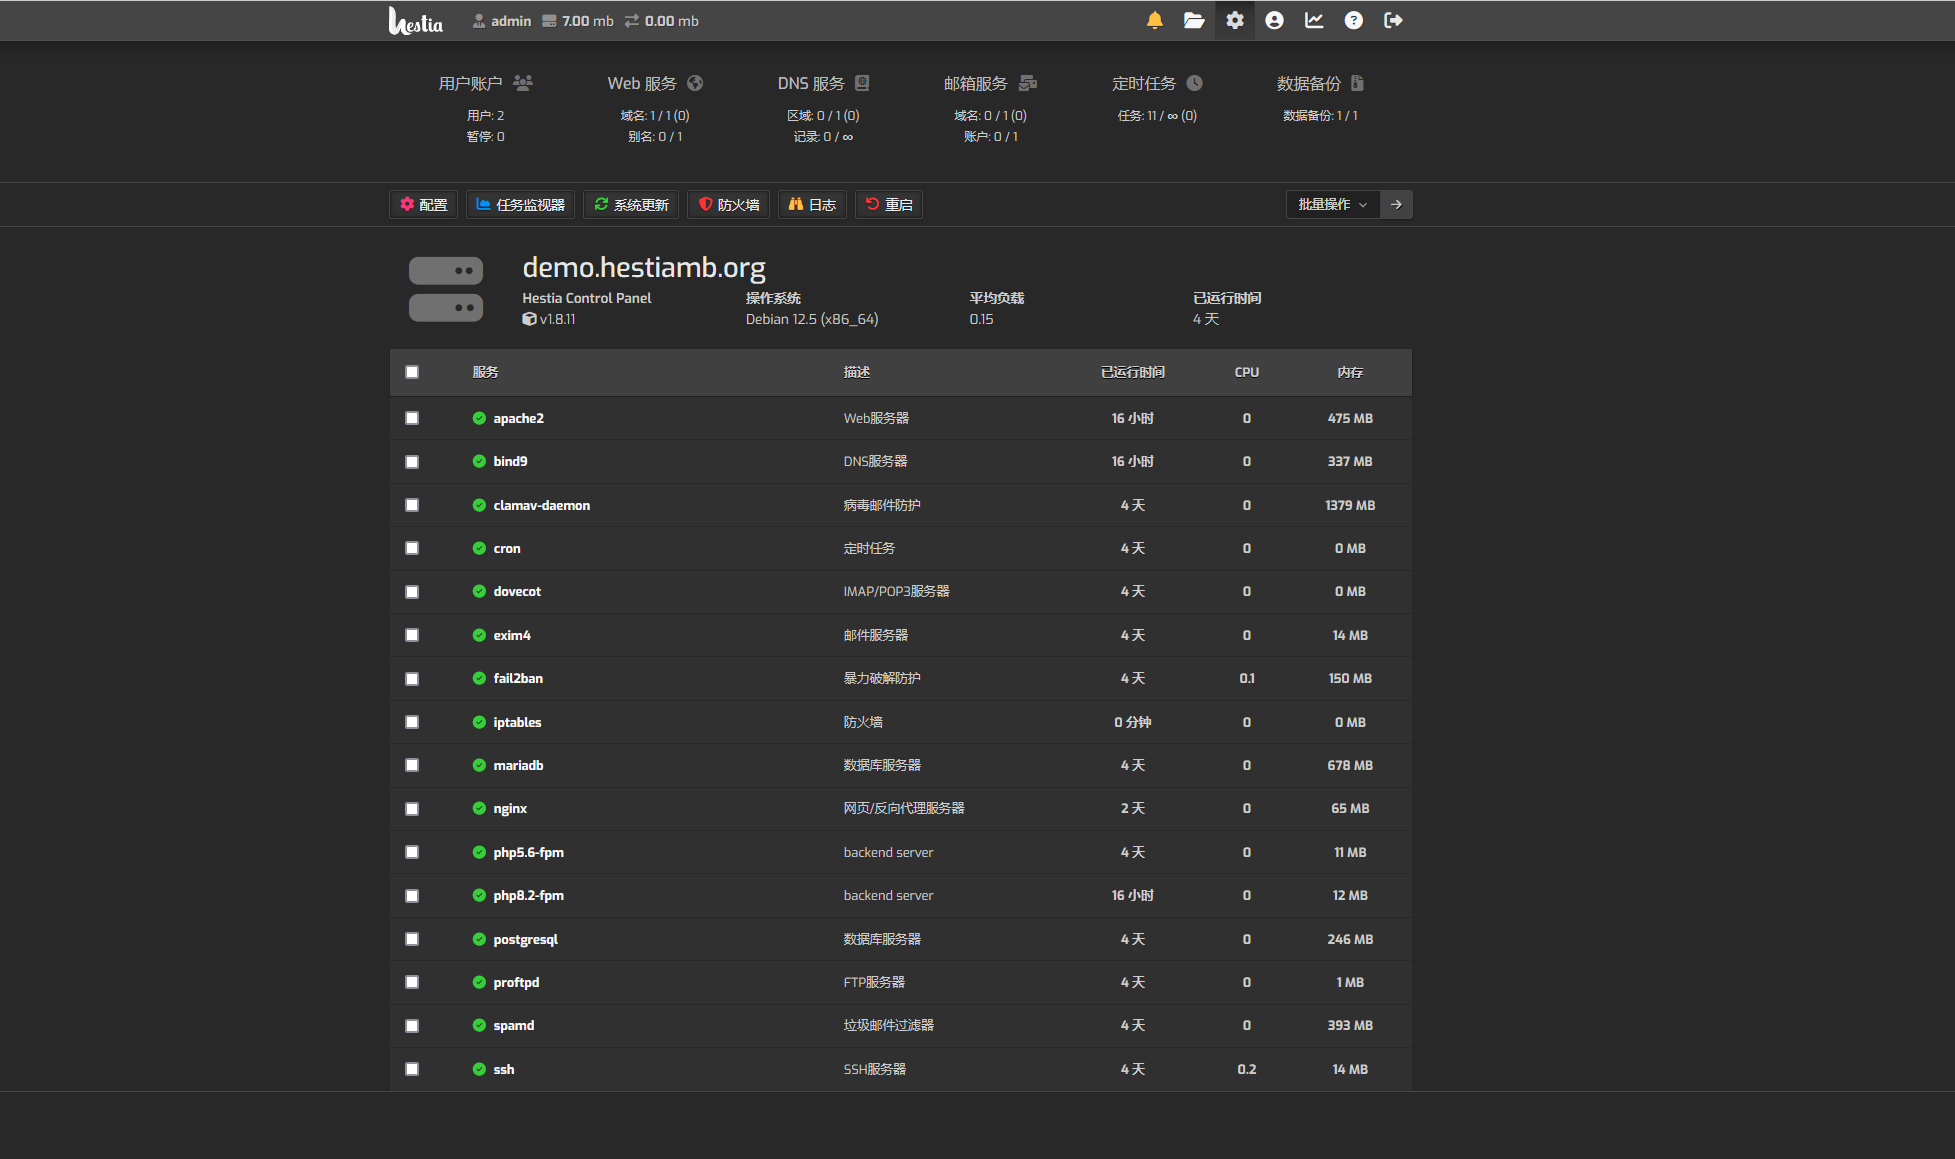 hestia admin 7.00 mb 0.00 mb
用户账户 Web 服务 DNS 服务 邮箱服务 定时任务 数据备份
用户: 2 域名: 1 / 1 (0) 区域: 0 / 1 (0) 域名: 0 / 1 (0) 任务: 11 / ∞ (0) 数据备份: 1 / 1
暂停: 0 别名: 0 / 1 记录: 0 / ∞ 账户: 0 / 1
配置 任务监视器 系统更新 防火墙 日志 重启 批量操作
demo.hestiamb.org
Hestia Control Panel 操作系统 平均负载 已运行时间
v1.8.11 Debian 12.5 (x86_64) 0.15 4 天
服务 描述 已运行时间 CPU 内存
apache2 Web服务器 16 小时 0 475 MB
bind9 DNS服务器 16 小时 0 337 MB
clamav-daemon 病毒邮件防护 4 天 0 1379 MB
cron 定时任务 4 天 0 0 MB
dovecot IMAP/POP3服务器 4 天 0 0 MB
exim4 邮件服务器 4 天 0 14 MB
fail2ban 暴力破解防护 4 天 0.1 150 MB
iptables 防火墙 0 分钟 0 0 MB
mariadb 数据库服务器 4 天 0 678 MB
nginx 网页/反向代理服务器 2 天 0 65 MB
php5.6-fpm backend server 4 天 0 11 MB
php8.2-fpm backend server 16 小时 0 12 MB
postgresql 数据库服务器 4 天 0 246 MB
proftpd FTP服务器 4 天 0 1 MB
spamd 垃圾邮件过滤器 4 天 0 393 MB
ssh SSH服务器 4 天 0.2 14 MB